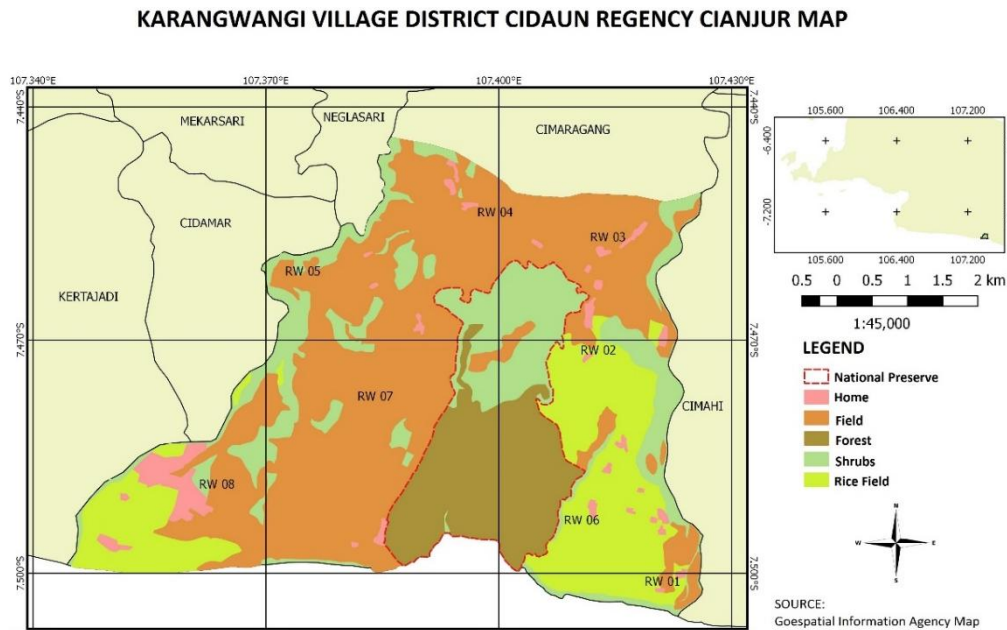 KARANGWANGI VILLAGE DISTRICT CIDAUN REGENCY CIANJUR MAP
107.340°E 107.370°E 107.400°E 107.430°E
7.440°S 7.440°S
MEKARSARI NEGLASARI CIMARAGANG
CIDAMAR
KERTAJADI
RW 04
RW 03
RW 05
7.470°S 7.470°S
RW 02
RW 07
CIMAHI
RW 08
RW 06
7.500°S 7.500°S
RW 01
105.600 106.400 107.200
-6.400
-7.200
105.600 106.400 107.200
0.5 0 0.5 1 1.5 2 km
1:45,000
LEGEND
National Preserve
Home
Field
Forest
Shrubs
Rice Field
N
W E
S
SOURCE:
Goespatial Information Agency Map